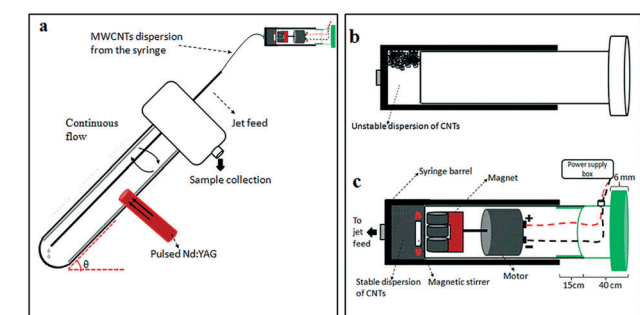 a
MWCNTs dispersion
from the syringe
Continuous
flow
Jet feed
Sample collection
Pulsed Nd:YAG
θ
b
Unstable dispersion of CNTs
c
Power supply
box
6 mm
Syringe barrel
Magnet
+
−
To
jet
feed
Stable dispersion
of CNTs
Magnetic stirrer
Motor
15cm
40 cm